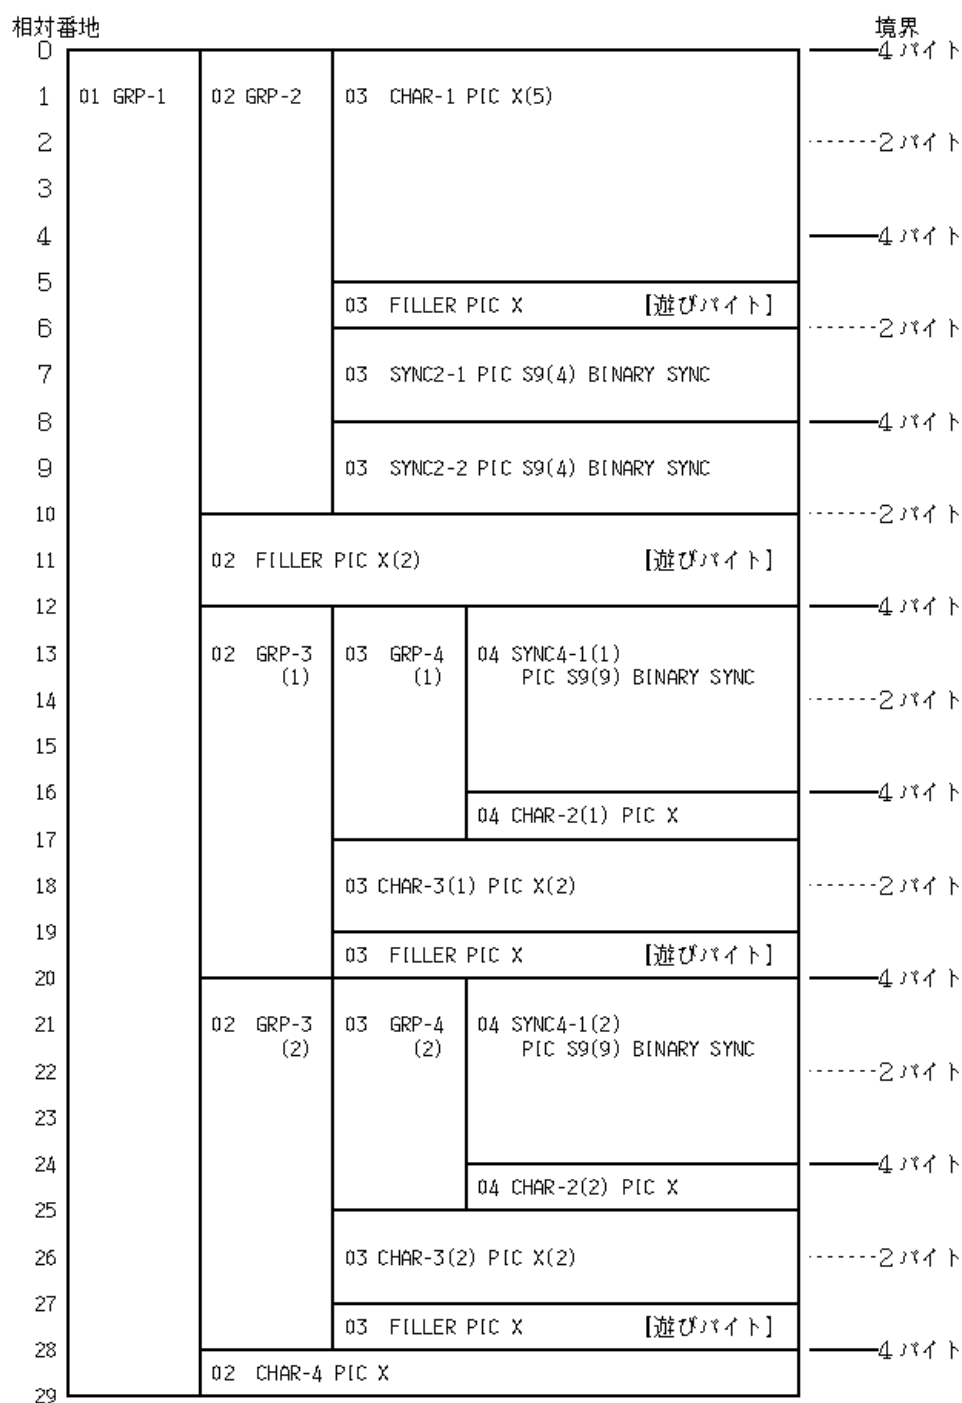 相対番地 境界
0 4バイト
1 01 GRP-1 02 GRP-2 03 CHAR-1 PIC X(5)
2 2バイト
3
4 4バイト
5
03 FILLER PIC X 【遊びバイト】
6 2バイト
7 03 SYNC2-1 PIC S9(4) BINARY SYNC
8 4バイト
9 03 SYNC2-2 PIC S9(4) BINARY SYNC
10 2バイト
11 02 FILLER PIC X(2) 【遊びバイト】
12 4バイト
13 02 GRP-3 03 GRP-4 04 SYNC4-1(1)
(1) (1) PIC S9(9) BINARY SYNC
14 2バイト
15
16 4バイト
04 CHAR-2(1) PIC X
17
18 03 CHAR-3(1) PIC X(2) 2バイト
19
03 FILLER PIC X 【遊びバイト】
20 4バイト
21 02 GRP-3 03 GRP-4 04 SYNC4-1(2)
(2) (2) PIC S9(9) BINARY SYNC
22 2バイト
23
24 4バイト
04 CHAR-2(2) PIC X
25
26 03 CHAR-3(2) PIC X(2) 2バイト
27
03 FILLER PIC X 【遊びバイト】
28 4バイト
02 CHAR-4 PIC X
29